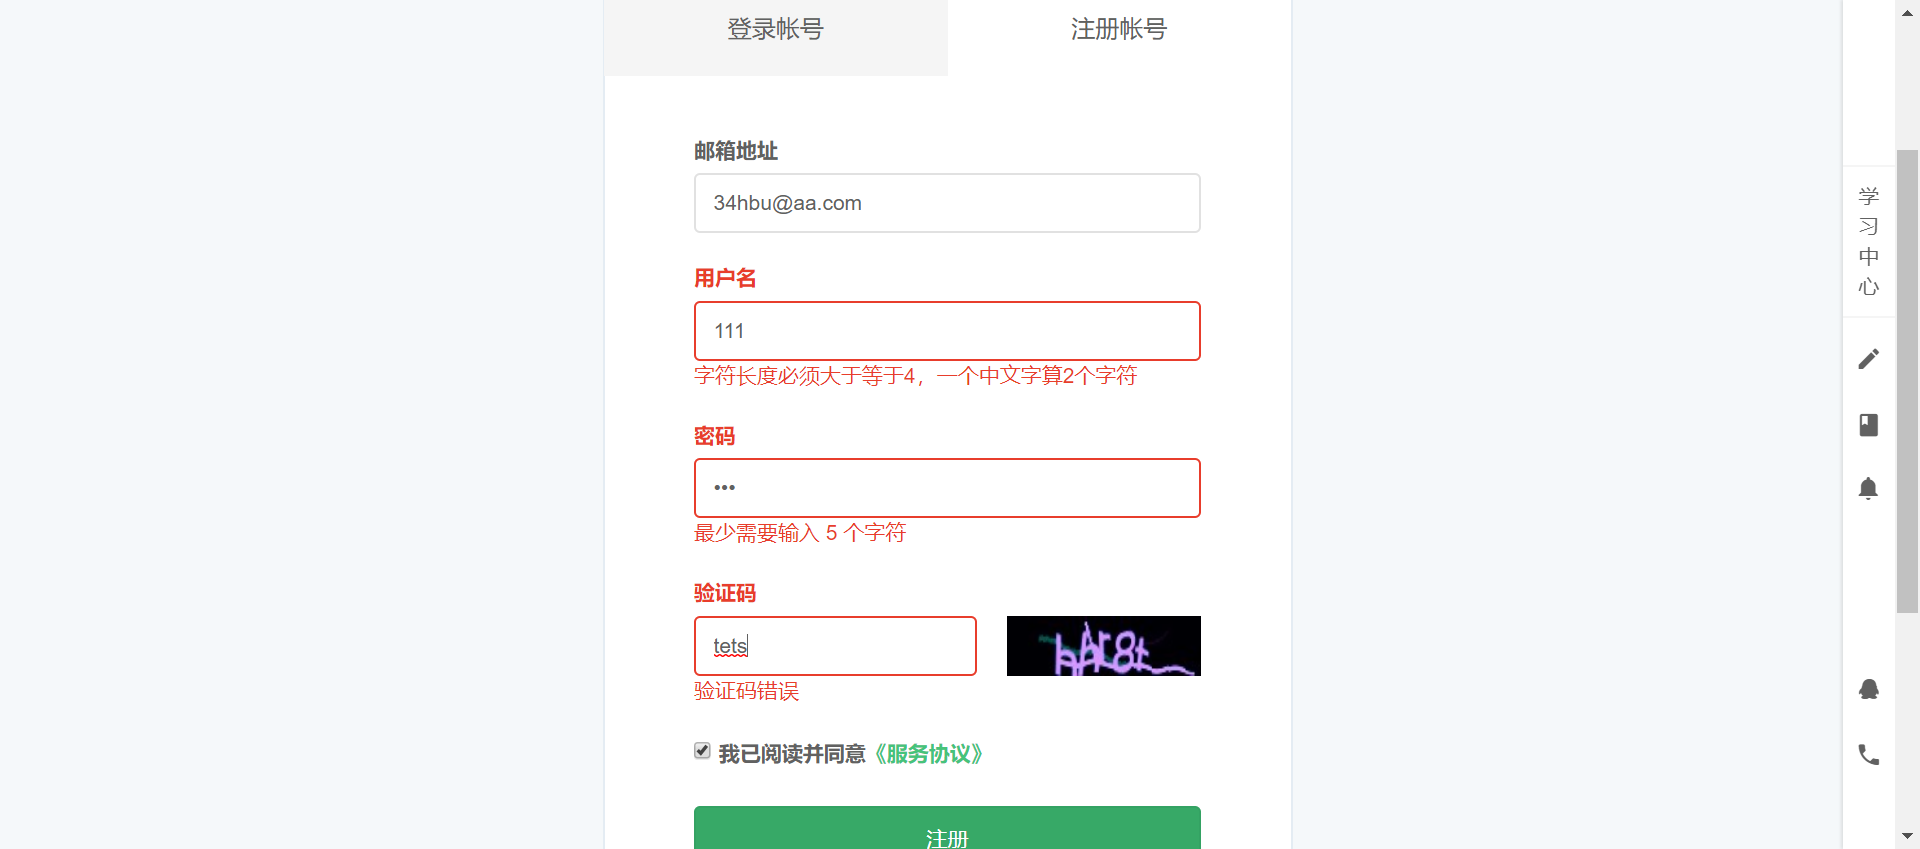 登录帐号
注册帐号
邮箱地址
34hbu@aa.com
用户名
111
字符长度必须大于等于4，一个中文字算2个字符
密码
•••
最少需要输入 5 个字符
验证码
tets
验证码错误
我已阅读并同意《服务协议》
注册
学
习
中
心